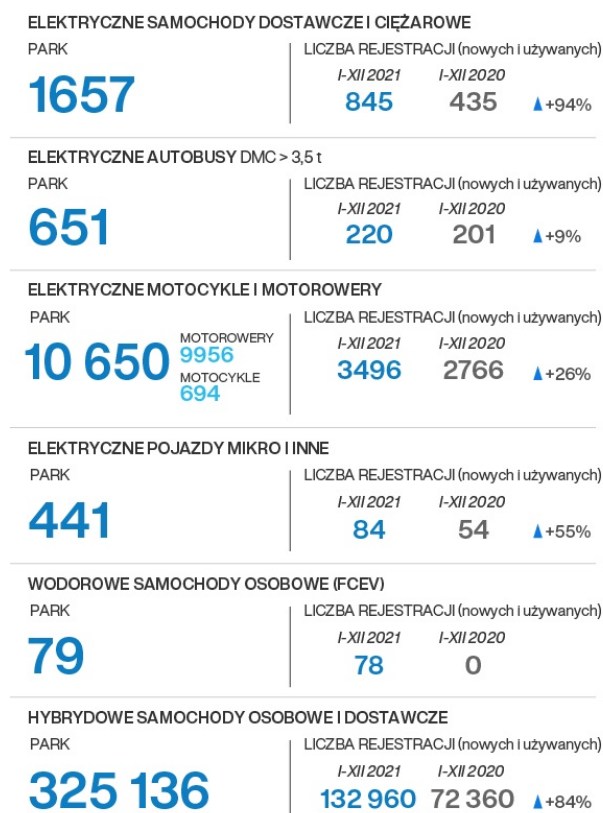 ELEKTRYCZNE SAMOCHODY DOSTAWCZE I CIĘŻAROWE
PARK
1657
LICZBA REJESTRACJI (nowych i używanych)
I-XII 2021 I-XII 2020
845 435 +94%
ELEKTRYCZNE AUTOBUSY DMC > 3,5 t
PARK
651
LICZBA REJESTRACJI (nowych i używanych)
I-XII 2021 I-XII 2020
220 201 +9%
ELEKTRYCZNE MOTOCYKLE I MOTOROWERY
PARK
10 650
MOTOROWERY
9956
MOTOCYKLE
694
LICZBA REJESTRACJI (nowych i używanych)
I-XII 2021 I-XII 2020
3496 2766 +26%
ELEKTRYCZNE POJAZDY MIKRO I INNE
PARK
441
LICZBA REJESTRACJI (nowych i używanych)
I-XII 2021 I-XII 2020
84 54 +55%
WODOROWE SAMOCHODY OSOBOWE (FCEV)
PARK
79
LICZBA REJESTRACJI (nowych i używanych)
I-XII 2021 I-XII 2020
78 0
HYBRYDOWE SAMOCHODY OSOBOWE I DOSTAWCZE
PARK
325 136
LICZBA REJESTRACJI (nowych i używanych)
I-XII 2021 I-XII 2020
132 960 72 360 +84%